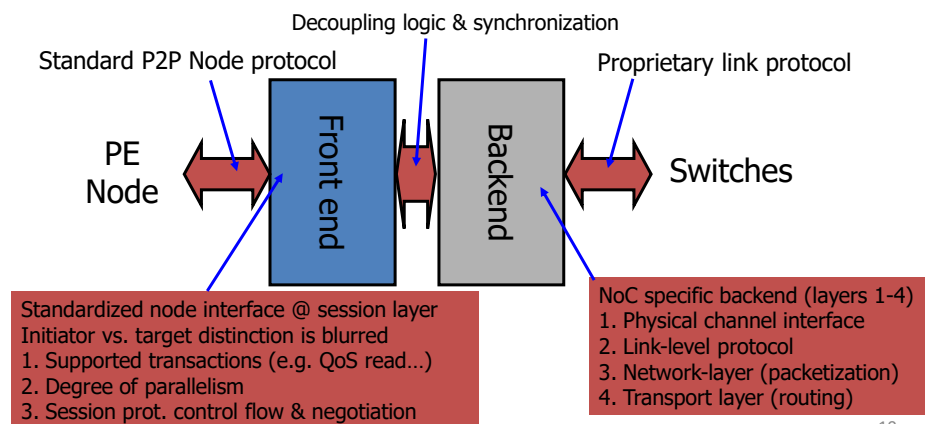 Decoupling logic & synchronization
Standard P2P Node protocol
Proprietary link protocol
PE
Node
Front end
Backend
Switches
Standardized node interface @ session layer
Initiator vs. target distinction is blurred
1. Supported transactions (e.g. QoS read…)
2. Degree of parallelism
3. Session prot. control flow & negotiation
NoC specific backend (layers 1-4)
1. Physical channel interface
2. Link-level protocol
3. Network-layer (packetization)
4. Transport layer (routing)